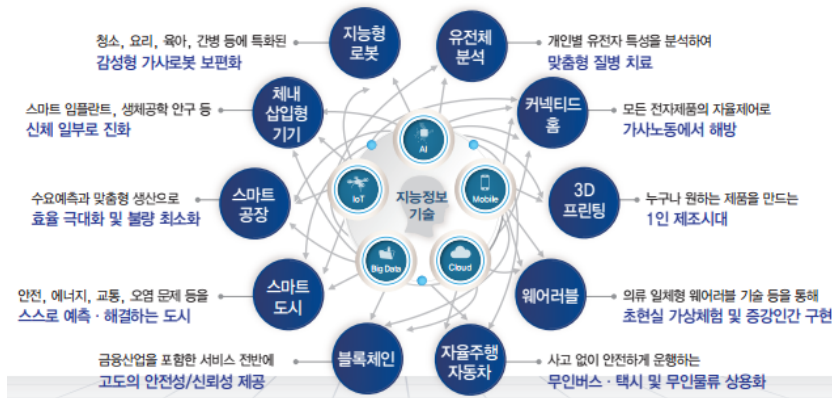 청소, 요리, 육아, 간병 등에 특화된
감성형 가사로봇 보편화
지능형
로봇
유전체
분석
개인별 유전자 특성을 분석하여
맞춤형 질병 치료
스마트 임플란트, 생체공학 안구 등
신체 일부로 진화
체내
삽입형
기기
커넥티드
홈
모든 전자제품의 자율제어로
가사노동에서 해방
AI
IoT
지능정보
기술
Mobile
Big Data
Cloud
수요예측과 맞춤형 생산으로
효율 극대화 및 불량 최소화
스마트
공장
3D
프린팅
누구나 원하는 제품을 만드는
1인 제조시대
안전, 에너지, 교통, 오염 문제 등을
스스로 예측 · 해결하는 도시
스마트
도시
웨어러블
의류 일체형 웨어러블 기술 등을 통해
초현실 가상체험 및 증강인간 구현
금융산업을 포함한 서비스 전반에
고도의 안전성/신뢰성 제공
블록체인
자율주행
자동차
사고 없이 안전하게 운행하는
무인버스 · 택시 및 무인물류 상용화